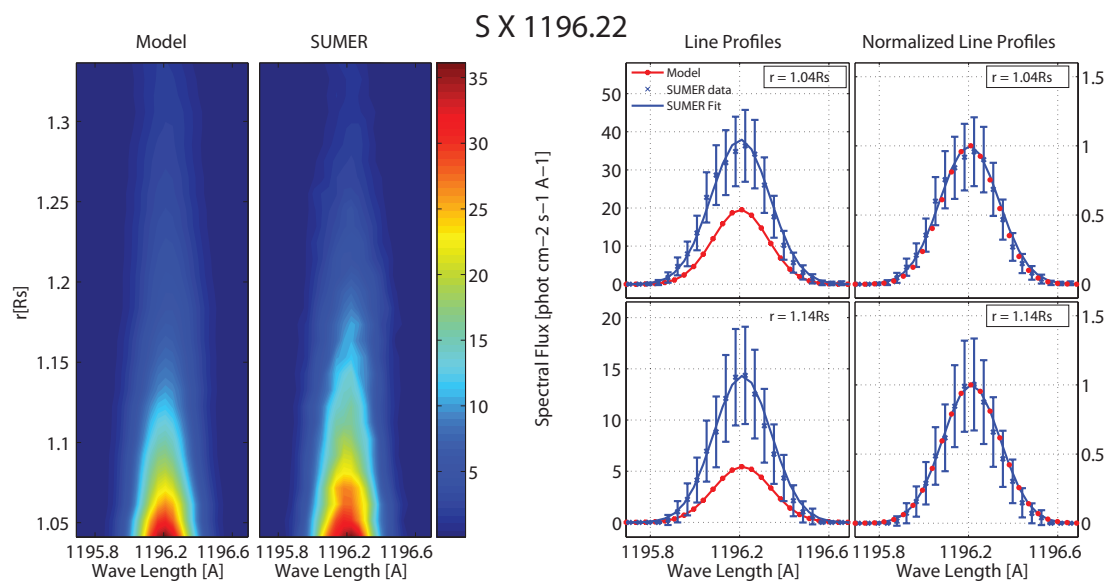 S X 1196.22
Model
SUMER
Line Profiles
Normalized Line Profiles
r[Rs]
1.3
1.25
1.2
1.15
1.1
1.05
1195.8 1196.2 1196.6
Wave Length [A]
1195.8 1196.2 1196.6
Wave Length [A]
35
30
25
20
15
10
5
Spectral Flux [phot cm−2 s−1 A−1]
Model
SUMER data
SUMER Fit
r = 1.04Rs
50
40
30
20
10
0
r = 1.04Rs
1.5
1
0.5
0
r = 1.14Rs
20
15
10
5
0
1195.8 1196.2 1196.6
Wave Length [A]
r = 1.14Rs
1.5
1
0.5
0
1195.8 1196.2 1196.6
Wave Length [A]